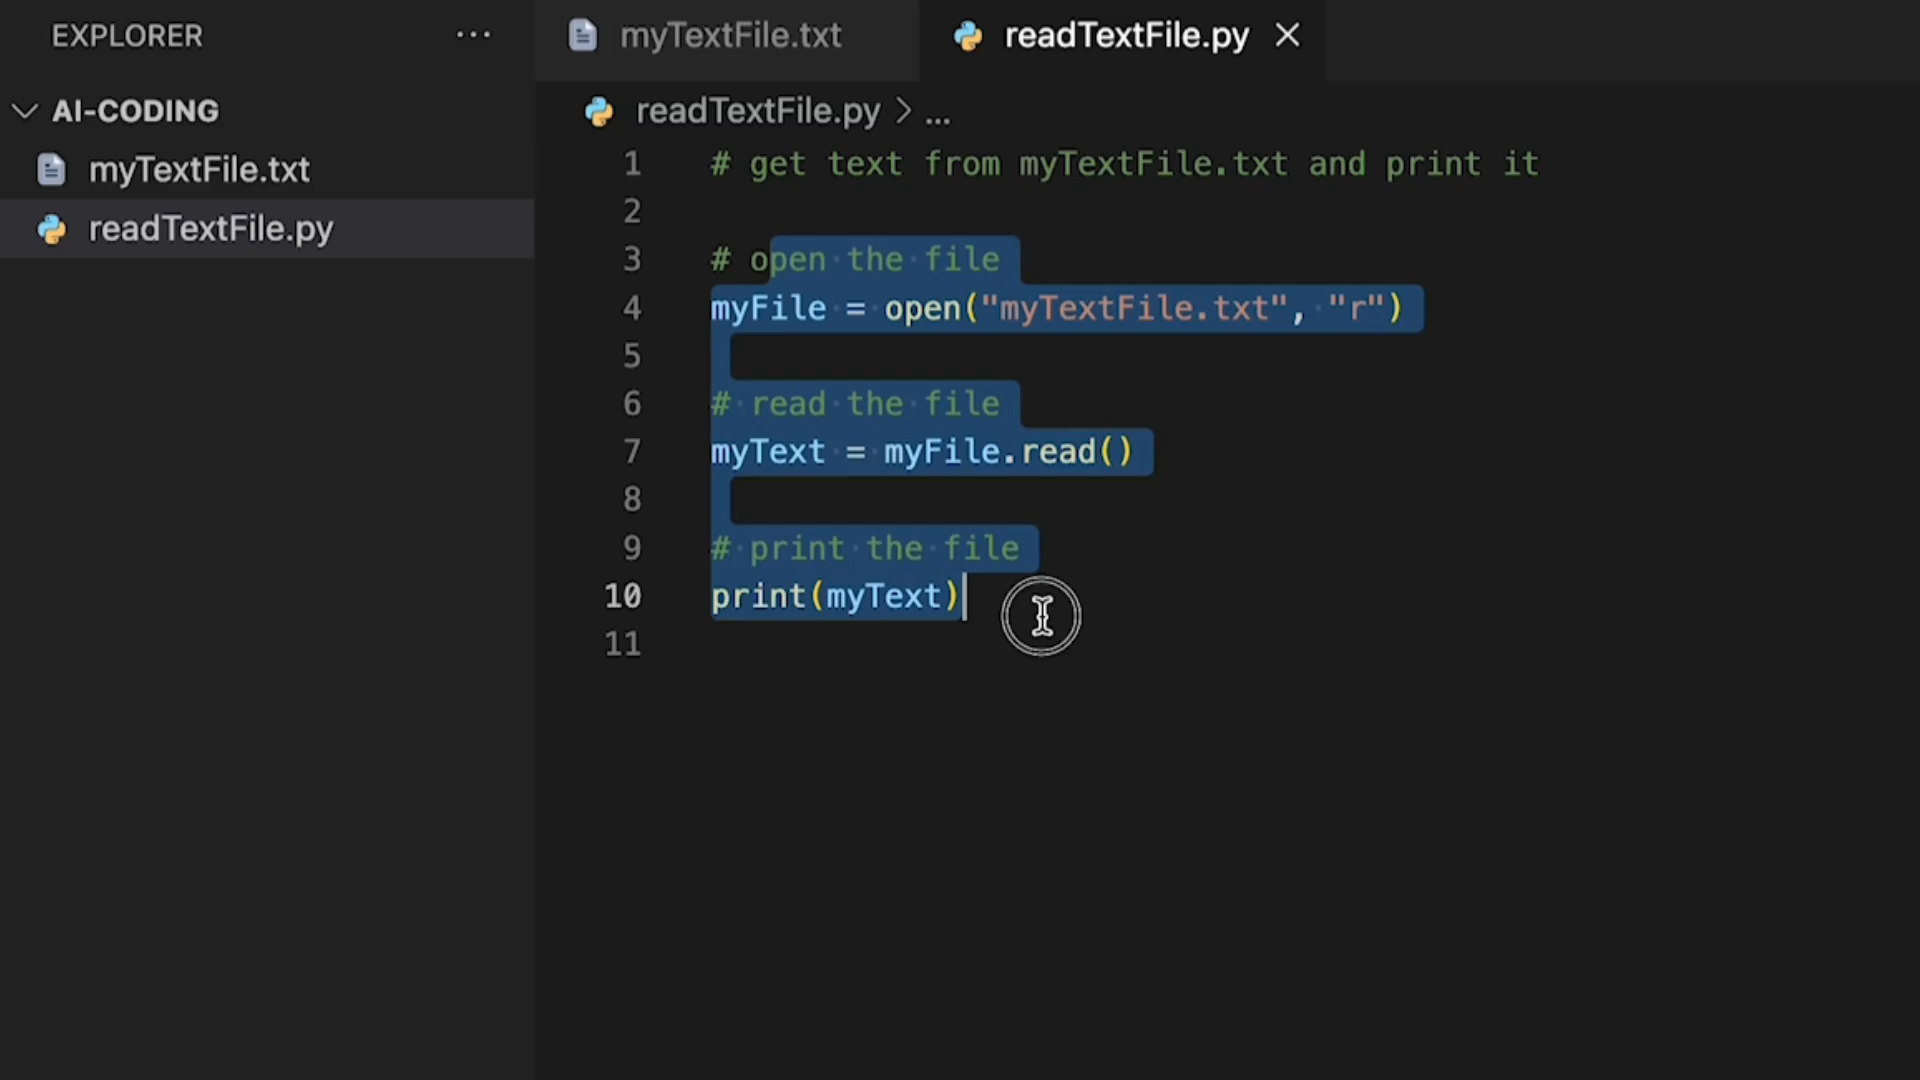 EXPLORER ...
AI-CODING
myTextFile.txt
readTextFile.py
myTextFile.txt
readTextFile.py
readTextFile.py > ...
1 # get text from myTextFile.txt and print it
2
3 # open the file
4 myFile = open("myTextFile.txt", "r")
5
6 # read the file
7 myText = myFile.read()
8
9 # print the file
10 print(myText)
11